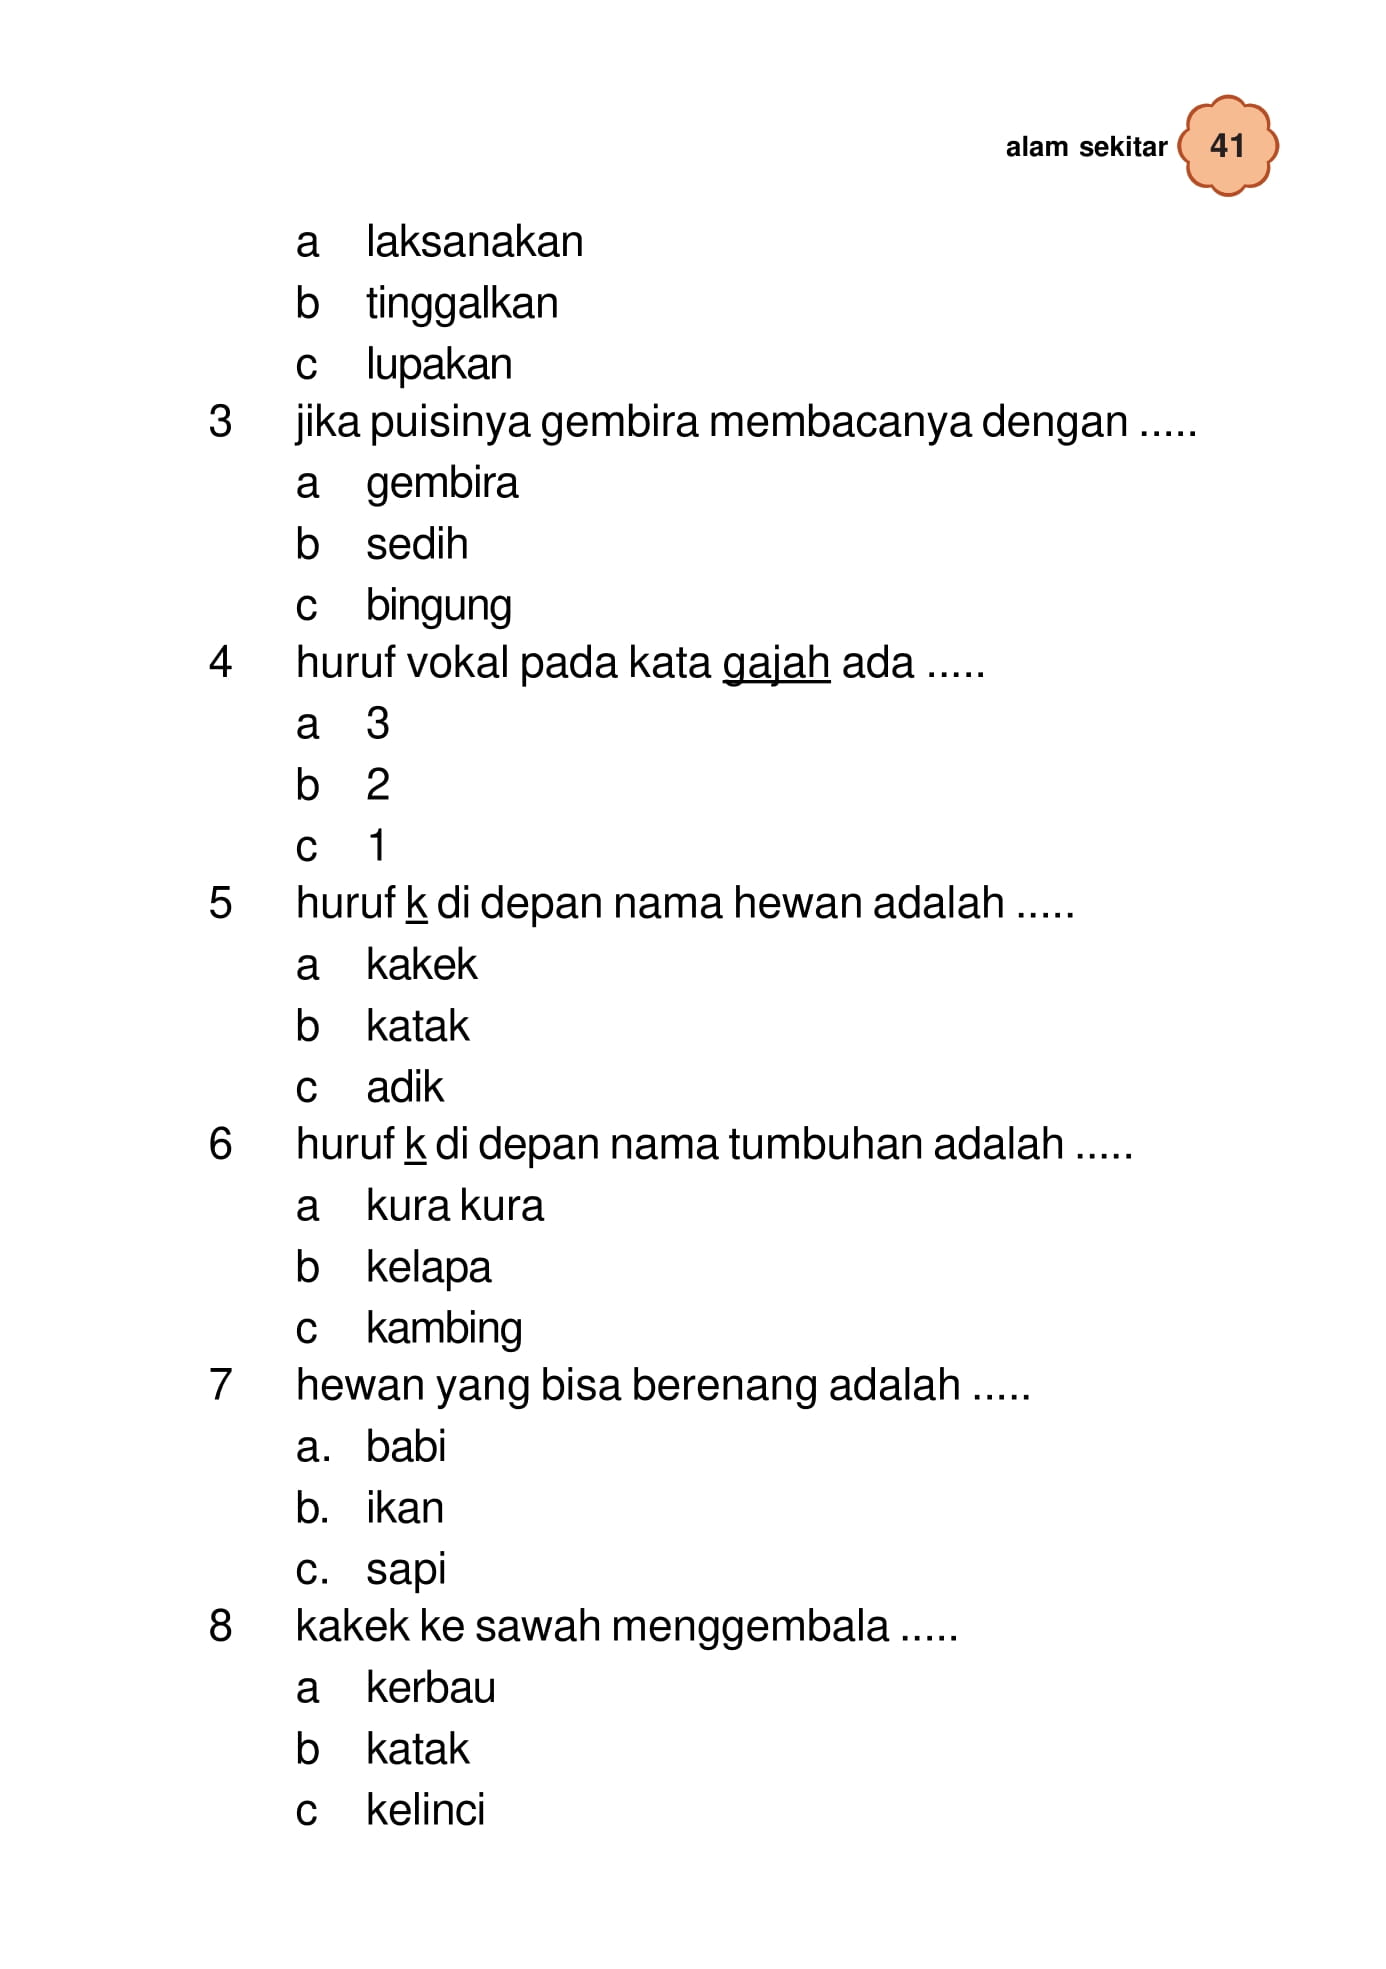 alam sekitar 41
a laksanakan
b tinggalkan
c lupakan
3 jika puisinya gembira membacanya dengan .....
a gembira
b sedih
c bingung
4 huruf vokal pada kata gajah ada .....
a 3
b 2
c 1
5 huruf k di depan nama hewan adalah .....
a kakek
b katak
c adik
6 huruf k di depan nama tumbuhan adalah .....
a kura kura
b kelapa
c kambing
7 hewan yang bisa berenang adalah .....
a. babi
b. ikan
c. sapi
8 kakek ke sawah menggembala .....
a kerbau
b katak
c kelinci